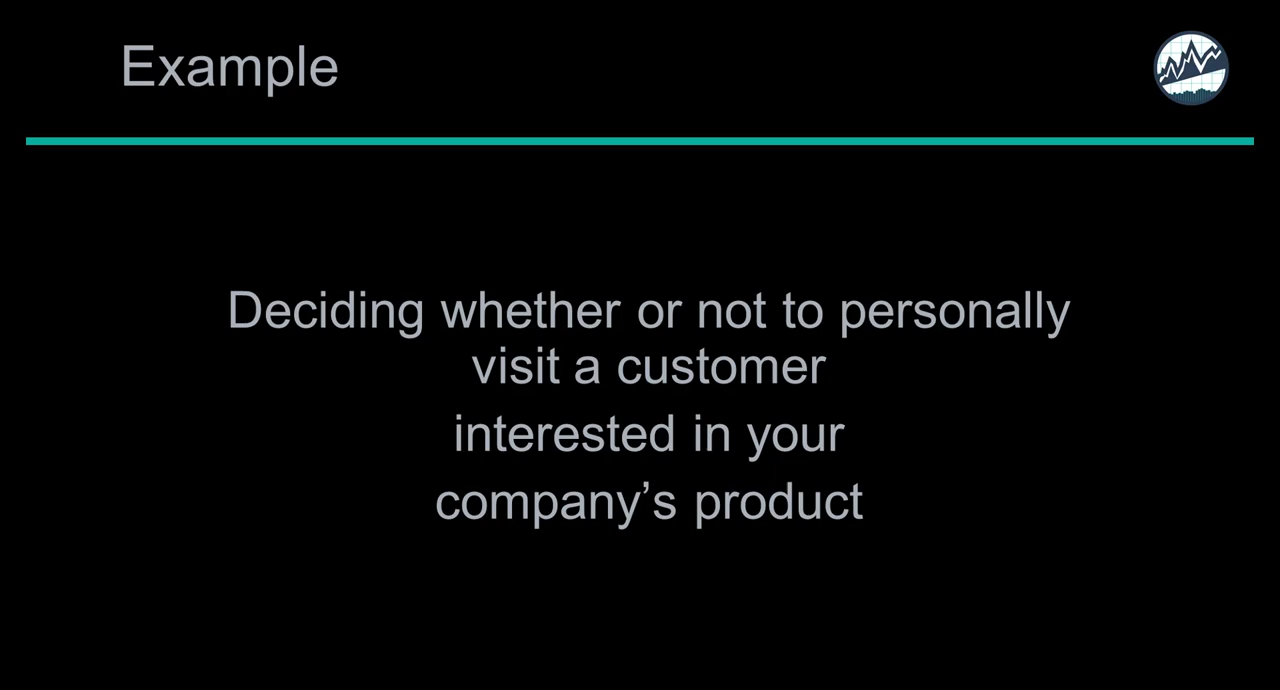 Example
Deciding whether or not to personally
visit a customer
interested in your
company’s product